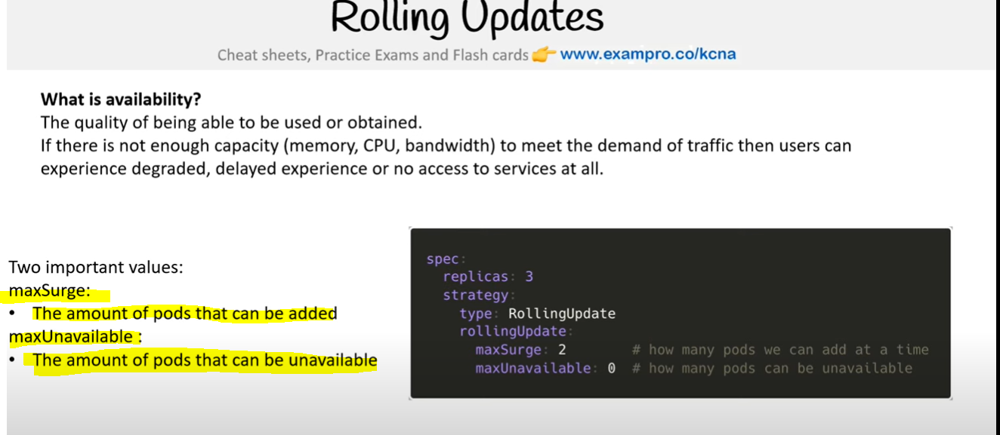 Rolling Updates
Cheat sheets, Practice Exams and Flash cards 👉 www.exampro.co/kcna
What is availability?
The quality of being able to be used or obtained.
If there is not enough capacity (memory, CPU, bandwidth) to meet the demand of traffic then users can
experience degraded, delayed experience or no access to services at all.
Two important values:
maxSurge:
• The amount of pods that can be added
maxUnavailable :
• The amount of pods that can be unavailable
spec:
replicas: 3
strategy:
type: RollingUpdate
rollingUpdate:
maxSurge: 2 # how many pods we can add at a time
maxUnavailable: 0 # how many pods can be unavailable